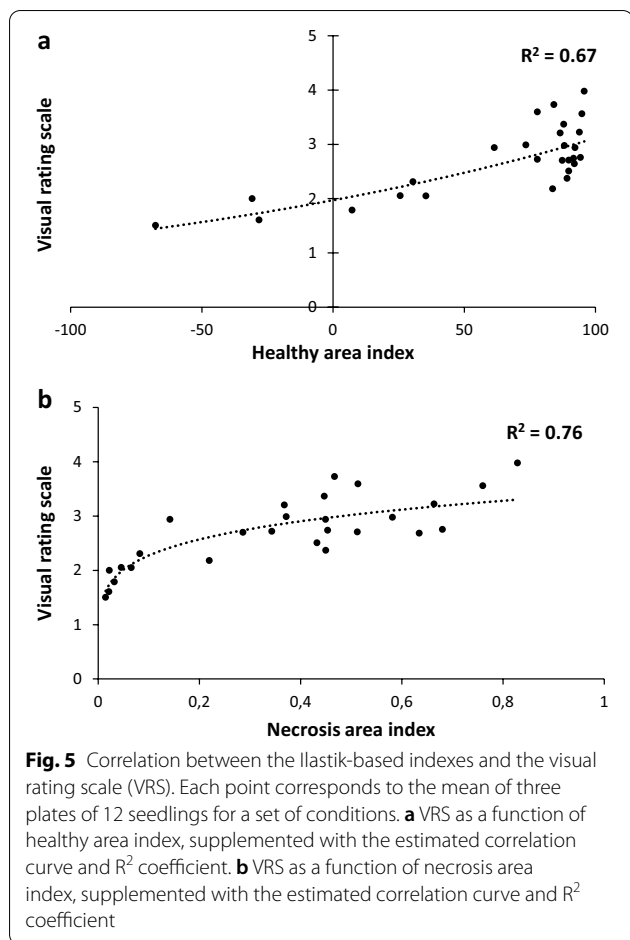 a
R² = 0.67
Visual rating scale
5
4
3
2
1
0
-100
-50
0
50
100
Healthy area index
b
R² = 0.76
Visual rating scale
5
4
3
2
1
0
0
0,2
0,4
0,6
0,8
1
Necrosis area index
Fig. 5 Correlation between the Ilastik-based indexes and the visual
rating scale (VRS). Each point corresponds to the mean of three
plates of 12 seedlings for a set of conditions. a VRS as a function of
healthy area index, supplemented with the estimated correlation
curve and R² coefficient. b VRS as a function of necrosis area
index, supplemented with the estimated correlation curve and R²
coefficient